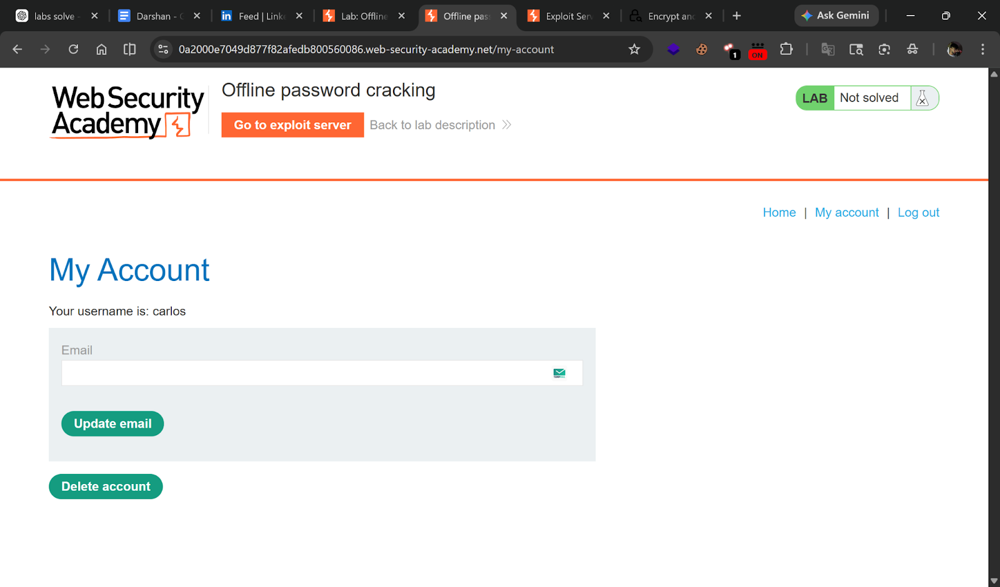 labs solve -
Darshan - C
in
Feed | Linke
Lab: Offline
Offline pas
Exploit Serv
Encrypt anc
Ask Gemini
0a2000e7049d877f82afedb800560086.web-security-academy.net/my-account
1
ON
Web Security
Academy
Offline password cracking
Go to exploit server
Back to lab description
LAB
Not solved
Home | My account | Log out
My Account
Your username is: carlos
Email
Update email
Delete account